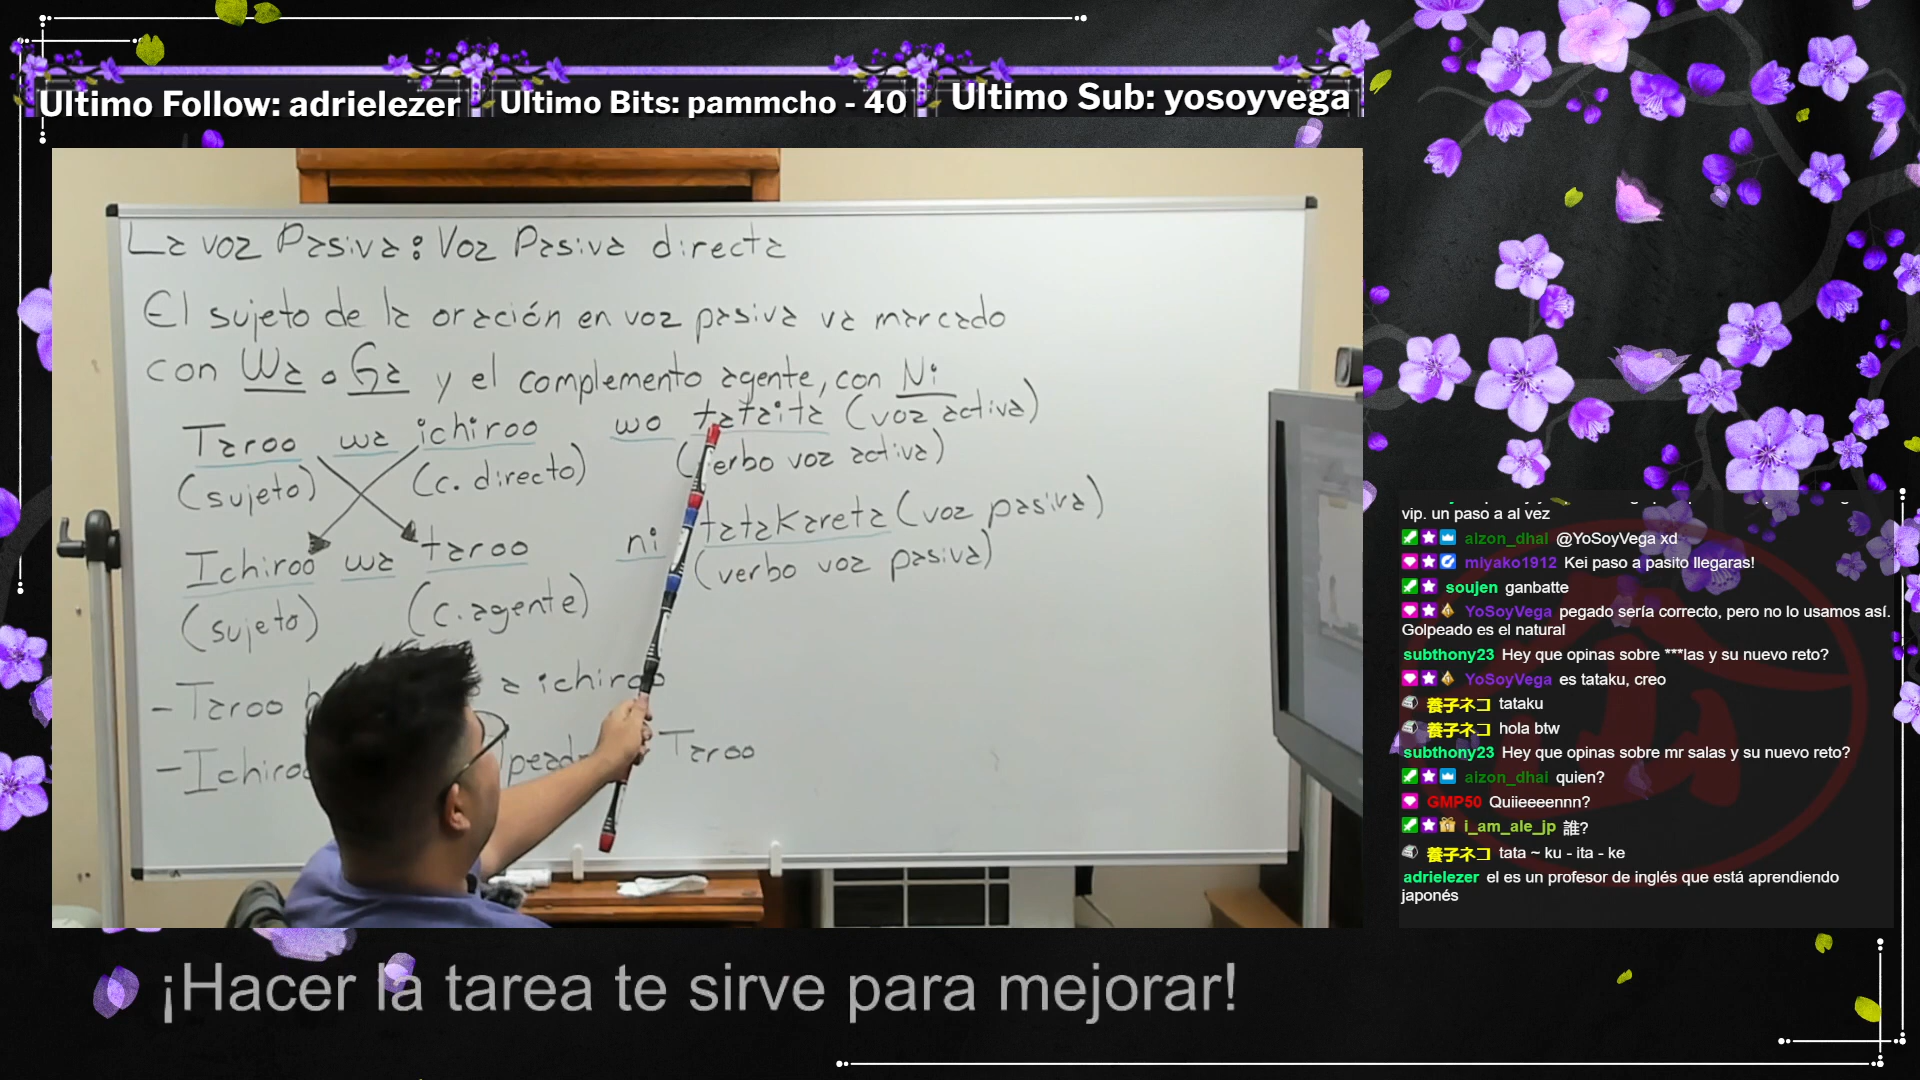 Ultimo Follow: adrielezer
Ultimo Bits: pammcho - 40
Ultimo Sub: yosoyvega
La voz Pasiva: Voz Pasiva directa
El sujeto de la oración en voz pasiva va marcado
con Wa o Ga y el complemento agente, con Ni
Taroo wa ichiroo wo tataita (voz activa)
(sujeto) (c. directo) (verbo voz activa)
Ichiroo wa taroo ni tatakareta (voz pasiva)
(sujeto) (c. agente) (verbo voz pasiva)
- Taroo a ichiroo
- Ichiroo Taroo
vip. un paso a al vez
aizon_dhal @YoSoyVega xd
miyako1912 Kei paso a pasito llegaras!
soujen ganbatte
YoSoyVega pegado sería correcto, pero no lo usamos así.
Golpeado es el natural
subthony23 Hey que opinas sobre ***las y su nuevo reto?
YoSoyVega es tataku, creo
養子ネコ tataku
養子ネコ hola btw
subthony23 Hey que opinas sobre mr salas y su nuevo reto?
aizon_dhal quien?
GMP50 Quiieeeennn?
i_am_ale_jp 誰?
養子ネコ tata ~ ku - ita - ke
adrielezer el es un profesor de inglés que está aprendiendo
japonés
¡Hacer la tarea te sirve para mejorar!